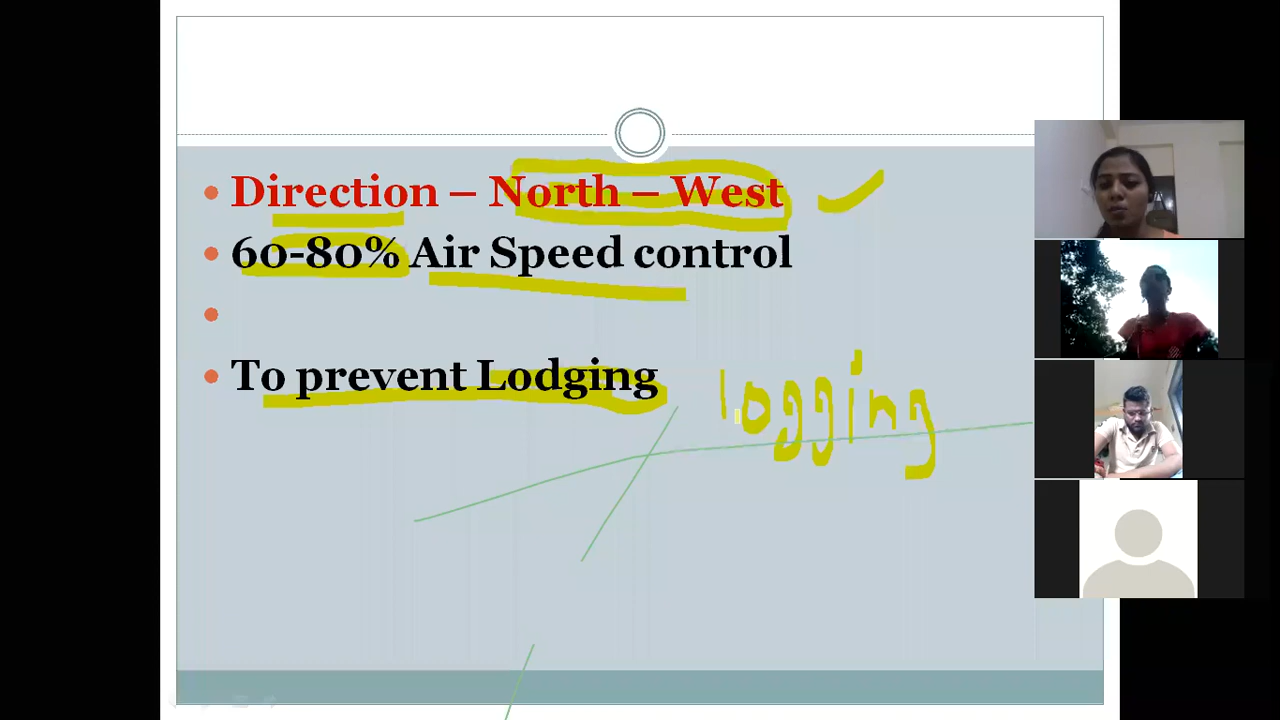 Direction – North – West
60-80% Air Speed control
To prevent Lodging
logging